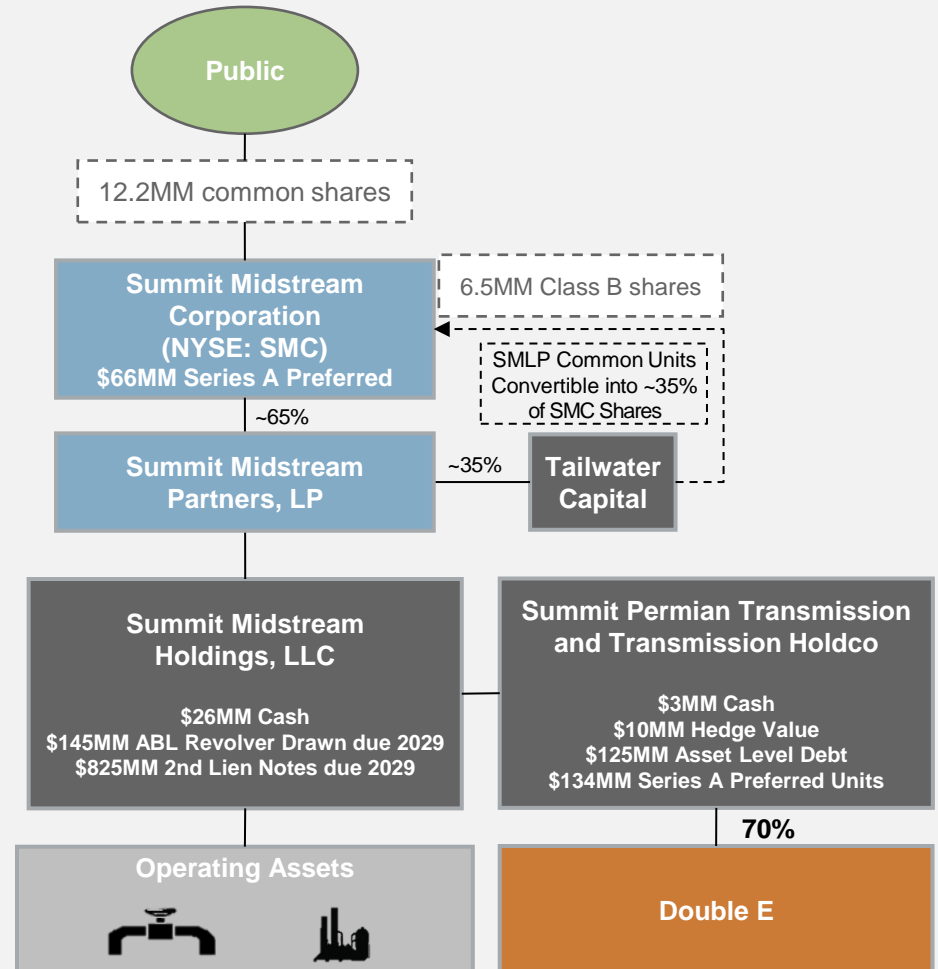 Public
12.2MM common shares
Summit Midstream
Corporation
(NYSE: SMC)
$66MM Series A Preferred
6.5MM Class B shares
SMLP Common Units
Convertible into ~35%
of SMC Shares
~65%
Summit Midstream
Partners, LP
~35%
Tailwater
Capital
Summit Midstream
Holdings, LLC
$26MM Cash
$145MM ABL Revolver Drawn due 2029
$825MM 2nd Lien Notes due 2029
Summit Permian Transmission
and Transmission Holdco
$3MM Cash
$10MM Hedge Value
$125MM Asset Level Debt
$134MM Series A Preferred Units
70%
Operating Assets
Double E